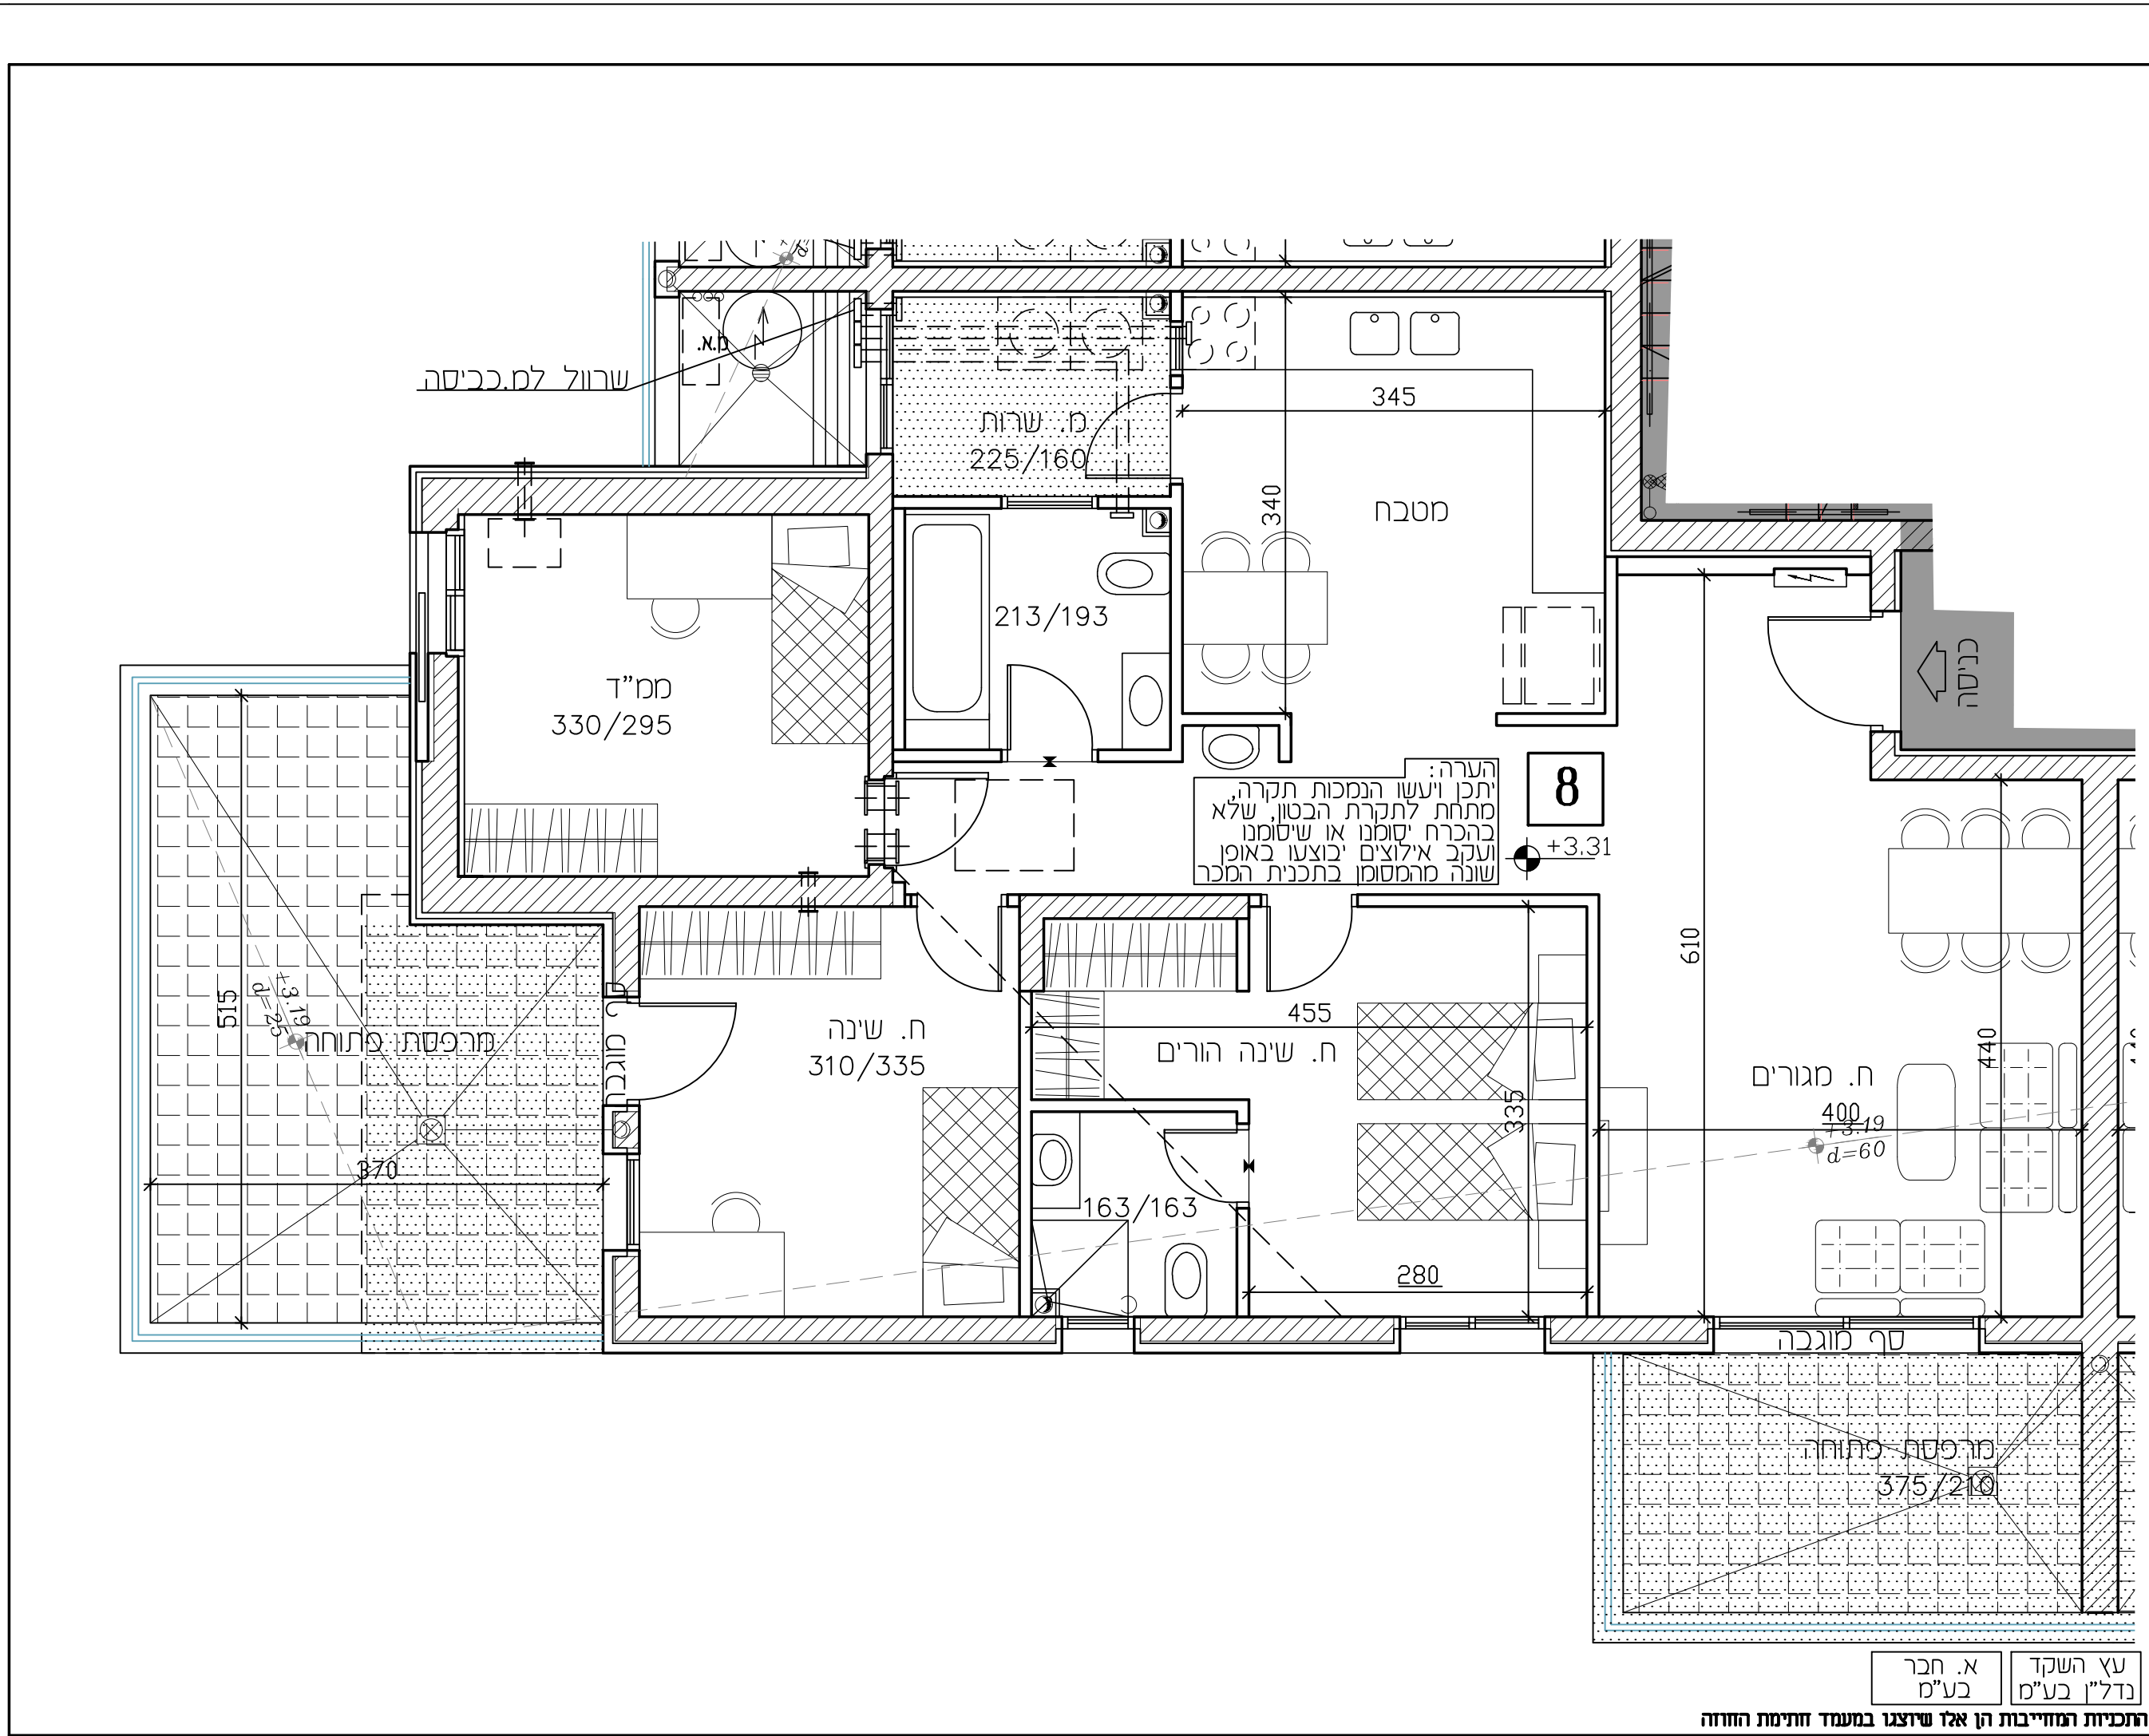 מ.א.
שרוול למ.כביסה
מ. שרות
225/160
345
340
מטבח
213/193
ממ"ד
330/295
כניסה
הערה:
יתכן ויעשו הנמכות תקרה,
מתחת לתקרת הבטון, שלא
בהכרח יסומנו או שיסומנו
ועקב אילוצים יבוצעו באופן
שונה מהמסומן בתכנית המכר
8
+3.31
610
515
+3.19
d=25
מרפסת פתוחה
370
סף מוגבה
ח. שינה
310/335
455
ח. שינה הורים
335
163/163
280
ח. מגורים
400
+3.19
d=60
440
סף מוגבה
מרפסת פתוחה
375/210
עץ השקד
נדל"ן בע"מ
א. חבר
בע"מ
התכניות המחייבות הן אלו שיוצגו במעמד חתימת החוזה